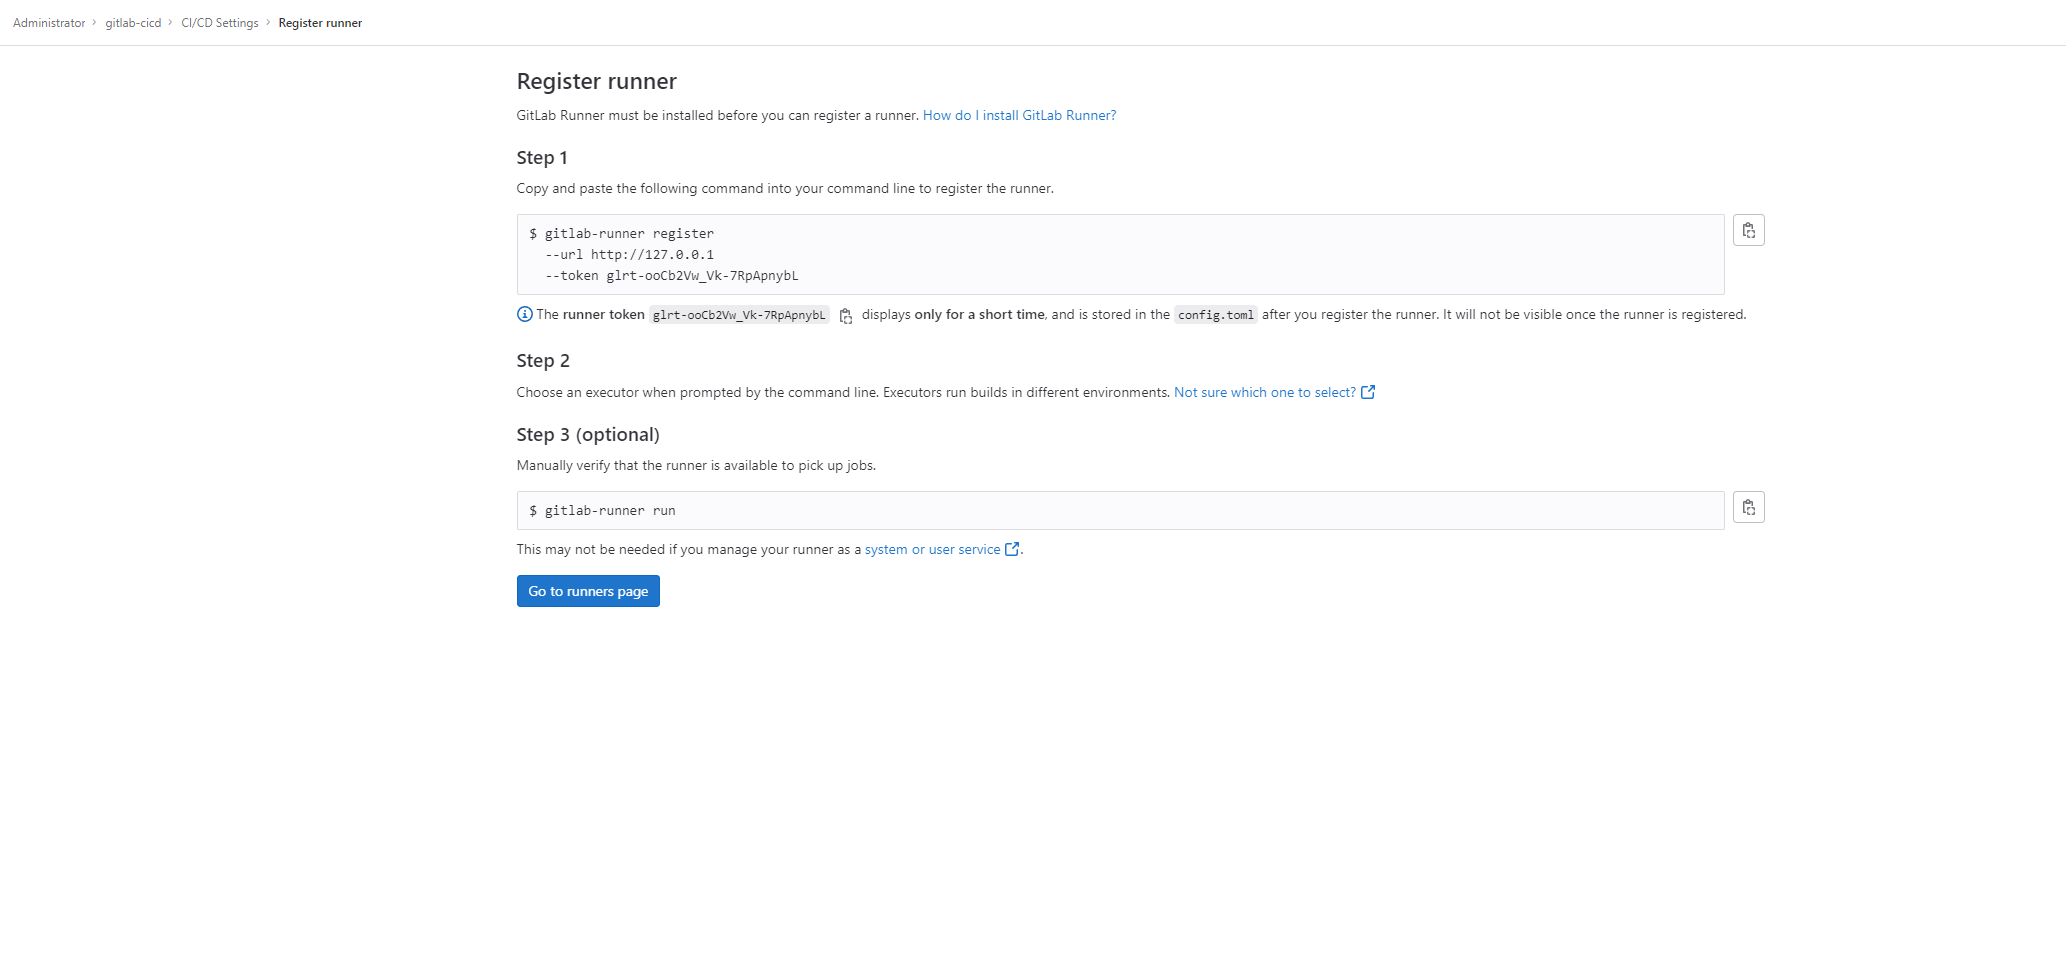 Administrator › gitlab-cicd › CI/CD Settings › Register runner
Register runner
GitLab Runner must be installed before you can register a runner. How do I install GitLab Runner?
Step 1
Copy and paste the following command into your command line to register the runner.
$ gitlab-runner register
--url http://127.0.0.1
--token glrt-ooCb2Vw_Vk-7RpApnybL
The runner token glrt-ooCb2Vw_Vk-7RpApnybL displays only for a short time, and is stored in the config.toml after you register the runner. It will not be visible once the runner is registered.
Step 2
Choose an executor when prompted by the command line. Executors run builds in different environments. Not sure which one to select?
Step 3 (optional)
Manually verify that the runner is available to pick up jobs.
$ gitlab-runner run
This may not be needed if you manage your runner as a system or user service .
Go to runners page